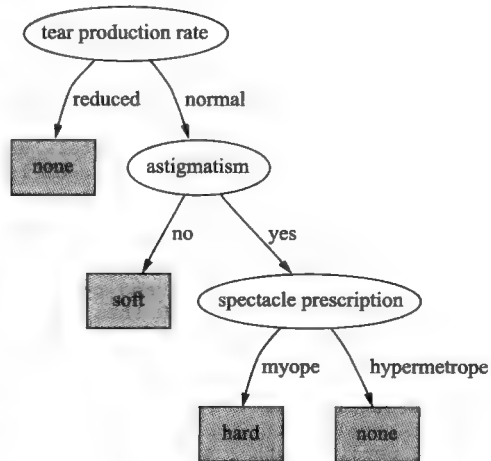 tear production rate
reduced
normal
none
astigmatism
no
yes
soft
spectacle prescription
myope
hypermetrope
hard
none